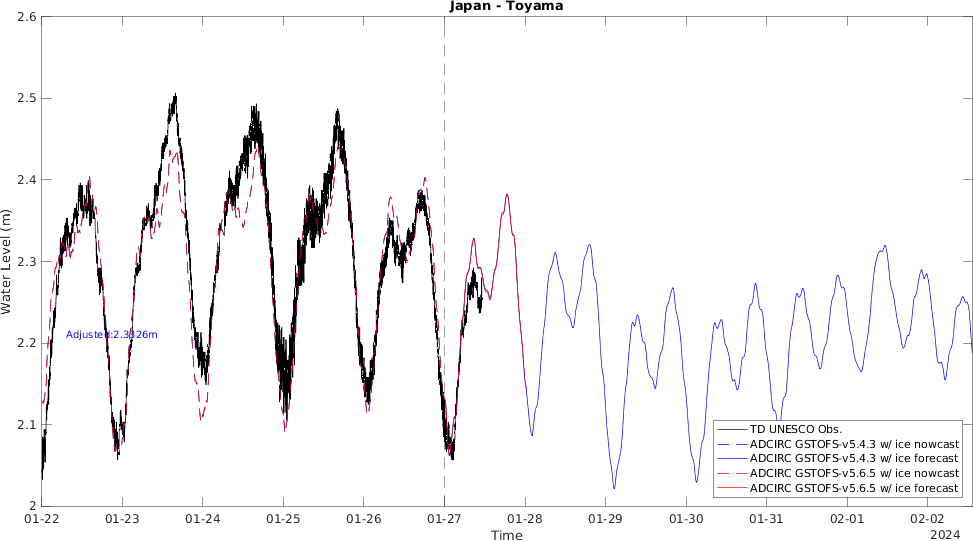 Japan - Toyama
2.6
2.5
2.4
2.3
2.2
2.1
2
Water Level (m)
Adjusted:2.3326m
TD UNESCO Obs.
ADCIRC GSTOFS-v5.4.3 w/ ice nowcast
ADCIRC GSTOFS-v5.4.3 w/ ice forecast
ADCIRC GSTOFS-v5.6.5 w/ ice nowcast
ADCIRC GSTOFS-v5.6.5 w/ ice forecast
01-22 01-23 01-24 01-25 01-26 01-27 01-28 01-29 01-30 01-31 02-01 02-02
Time
2024